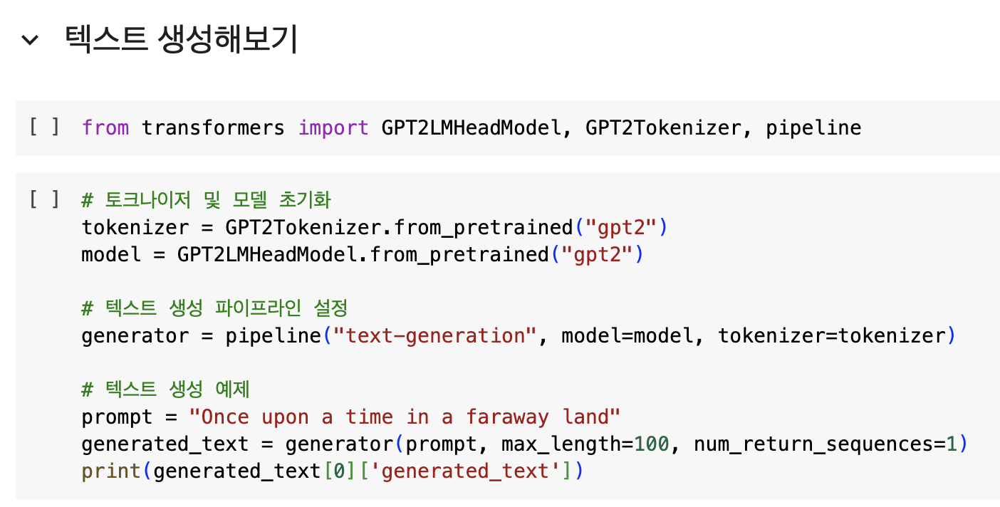 텍스트 생성해보기
[ ] from transformers import GPT2LMHeadModel, GPT2Tokenizer, pipeline
[ ] # 토크나이저 및 모델 초기화
tokenizer = GPT2Tokenizer.from_pretrained("gpt2")
model = GPT2LMHeadModel.from_pretrained("gpt2")
# 텍스트 생성 파이프라인 설정
generator = pipeline("text-generation", model=model, tokenizer=tokenizer)
# 텍스트 생성 예제
prompt = "Once upon a time in a faraway land"
generated_text = generator(prompt, max_length=100, num_return_sequences=1)
print(generated_text[0]['generated_text'])